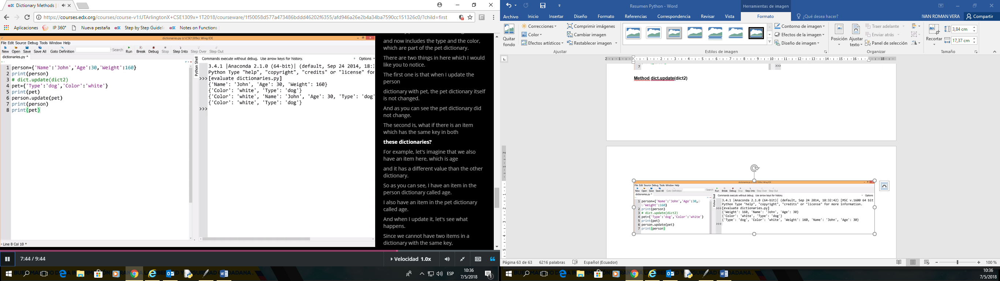 edX Dictionary Methods |
https://courses.edx.org/courses/course-v1:UTArlingtonX+CSE1309x+1T2018/courseware/1f50058d577a473486bddd46202f6355/afd946a26e2b4a34ba7590cc151326c0/?child=first
Aplicaciones IP 360° Nueva pestaña edX Step by Step Guideli edX Notes on Functions
dictionaries.py (c:\CSE1309x): Wing IDE
File Edit Source Debug Tools Window Help
New Open Save Save All Goto Definition Search Run Break Debug Stop Step Into Step Over Step Out
dictionaries.py *
1 person={'Name':'John','Age':30,'Weight':160}
2 print(person)
3 # dict.update(dict2)
4 pet={'Type':'dog','Color':'white'}
5 print(pet)
6 person.update(pet)
7 print(person)
8 print(pet)
Line 8 Col 10 *
Python Shell
Commands execute without debug. Use arrow keys for history.
Options
3.4.1 |Anaconda 2.1.0 (64-bit)| (default, Sep 24 2014, 18:3
Python Type "help", "copyright", "credits" or "license" for
>>> [evaluate dictionaries.py]
{'Name': 'John', 'Age': 30, 'Weight': 160}
{'Color': 'white', 'Type': 'dog'}
{'Color': 'white', 'Name': 'John', 'Age': 30, 'Type': 'dog'
{'Color': 'white', 'Type': 'dog'}
>>>
and now includes the type and the color,
which are part of the pet dictionary.
There are two things in here which I would
like you to notice.
The first one is that when I update the
person
dictionary with pet, the pet dictionary itself
is not changed.
And as you can see the pet dictionary did
not change.
The second is, what if there is an item
which has the same key in both
these dictionaries?
For example, let's imagine that we also
have an item here, which is age
and it has a different value than the other
dictionary.
So as you can see, I have an item in the
person dictionary called age.
I also have an item in the pet dictionary
called age.
And when I update it, let's see what
happens.
Since we cannot have two items in a
dictionary with the same key,
7:44 / 9:44
Velocidad 1.0x
ESP
10:36
7/5/2018
1
Resumen Python - Word
Herramientas de imagen
Archivo Inicio Insertar Diseño Formato Referencias Correspondencia Revisar Vista Formato ¿Qué desea hacer? IVAN ROMAN VERA Compartir
Quitar fondo
Correcciones
Color
Efectos artísticos
Comprimir imágenes
Cambiar imagen
Restablecer imagen
Ajustar
Estilos de imagen
Contorno de imagen
Efectos de la imagen
Diseño de imagen
Posición
Ajustar texto
Traer adelante
Enviar atrás
Panel de selección
Organizar
Recortar
3,84 cm
17,37 cm
Tamaño
7
>>>
Method dict.update(dict2)
dictionaries.py (c:\CSE1309x): Wing IDE
File Edit Source Debug Tools Window Help
New Open Save Save All Goto Definition Search Run Break Debug Stop Step Into Step Over Step Out
dictionaries.py *
1 person={'Name':'John','Age':30,
'Weight':160}
2 print(person)
3 # dict.update(dict2)
4 pet={'Type':'dog','Color':'white'}
5 print(pet)
6 person.update(pet)
7 print(person)
Python Shell
Commands execute without debug. Use arrow keys for history.
Options
3.4.1 |Anaconda 2.1.0 (64-bit)| (default, Sep 24 2014, 18:32:42) [MSC v.1600 64 bit
Python Type "help", "copyright", "credits" or "license" for more information.
>>> [evaluate dictionaries.py]
{'Weight': 160, 'Name': 'John', 'Age': 30}
{'Color': 'white', 'Type': 'dog'}
{'Type': 'dog', 'Color': 'white', 'Weight': 160, 'Name': 'John', 'Age': 30}
>>>
Página 63 de 63 6216 palabras Español (Ecuador)
100 %
10:36
7/5/2018